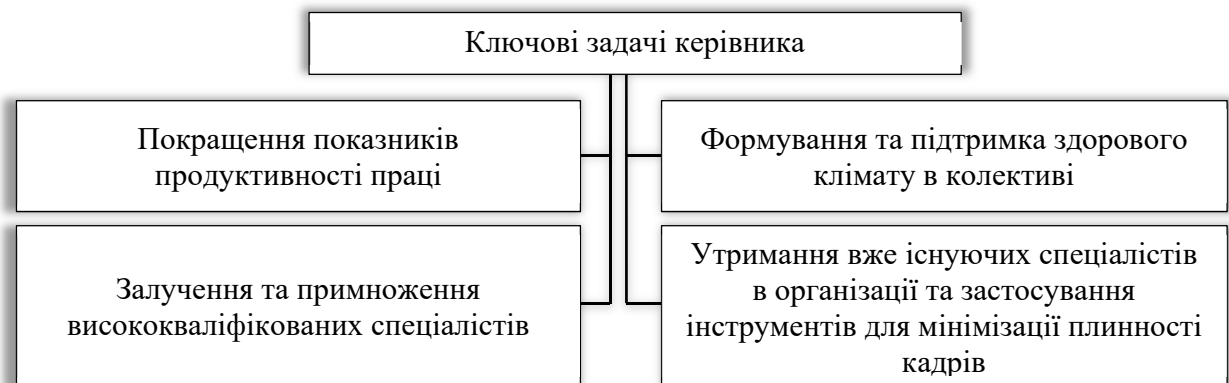 Ключові задачі керівника
Покращення показників
продуктивності праці
Формування та підтримка здорового
клімату в колективі
Залучення та примноження
висококваліфікованих спеціалістів
Утримання вже існуючих спеціалістів
в організації та застосування
інструментів для мінімізації плинності
кадрів